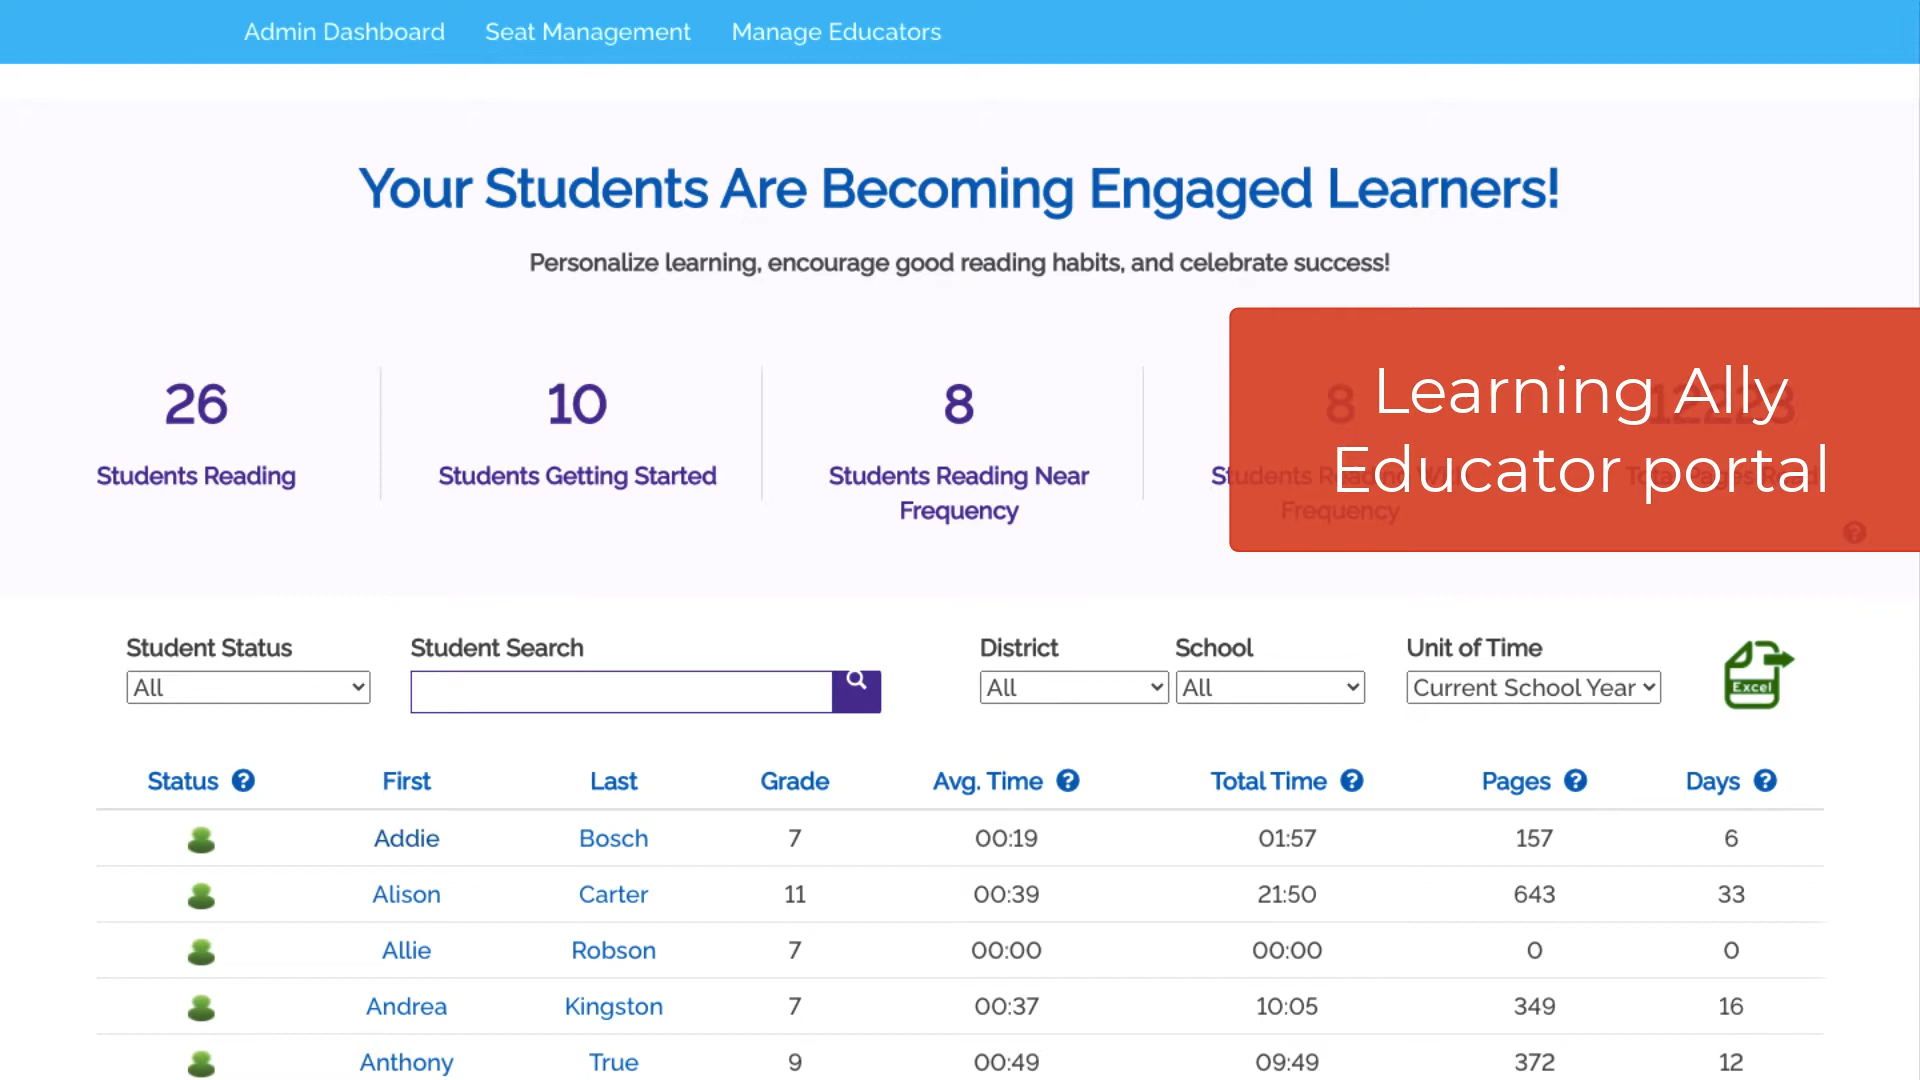 Admin Dashboard Seat Management Manage Educators
Your Students Are Becoming Engaged Learners!
Personalize learning, encourage good reading habits, and celebrate success!
26 10 8 8
Students Reading Students Getting Started Students Reading Near Frequency
Learning Ally
Educator portal
Total Pages Read
Frequency
Student Status Student Search District School Unit of Time
All All All Current School Year Excel
Status ? First Last Grade Avg. Time ? Total Time ? Pages ? Days ?
Addie Bosch 7 00:19 01:57 157 6
Alison Carter 11 00:39 21:50 643 33
Allie Robson 7 00:00 00:00 0 0
Andrea Kingston 7 00:37 10:05 349 16
Anthony True 9 00:49 09:49 372 12